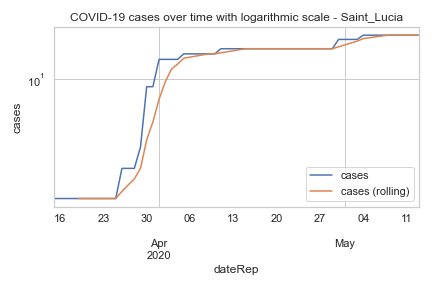 COVID-19 cases over time with logarithmic scale - Saint_Lucia
cases
10¹
cases
cases (rolling)
16 23 30 06 13 20 27 04 11
Apr May
2020
dateRep